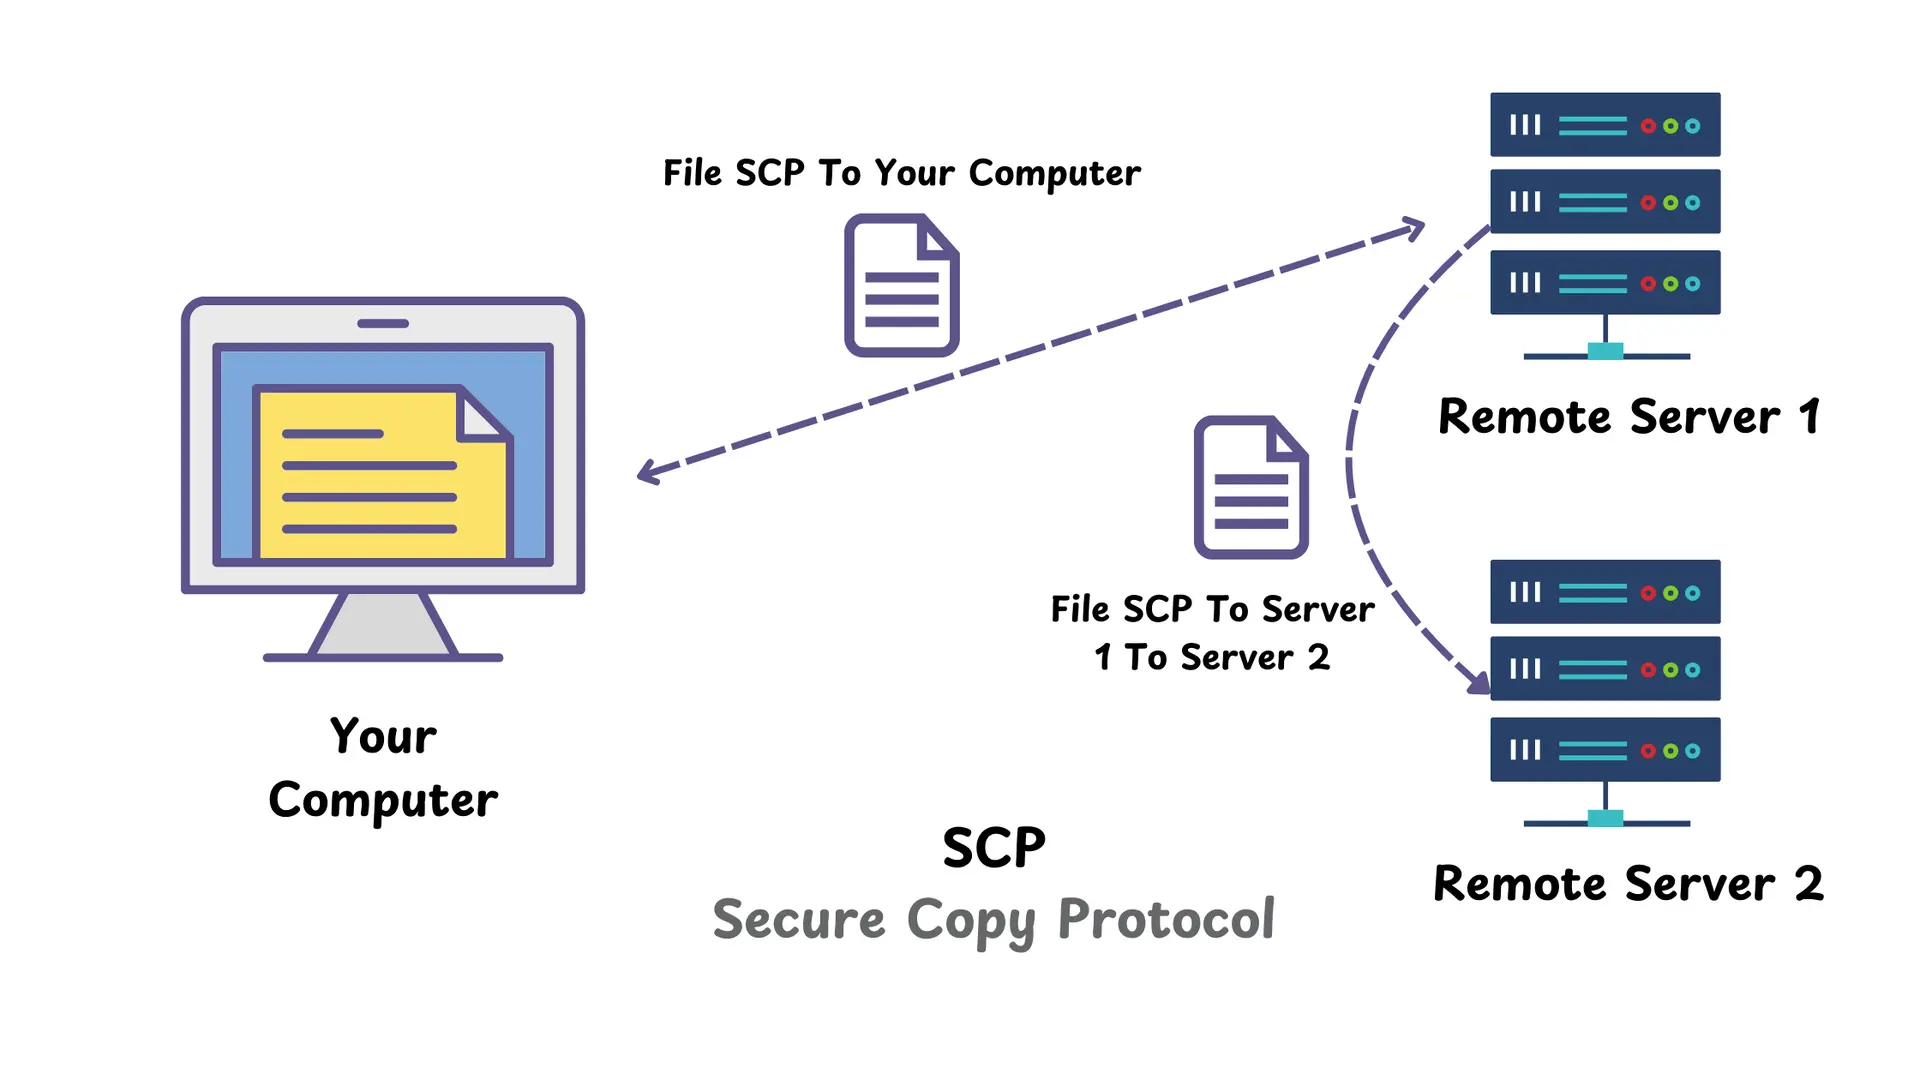 File SCP To Your Computer
Remote Server 1
File SCP To Server
1 To Server 2
Your
Computer
SCP
Remote Server 2
Secure Copy Protocol